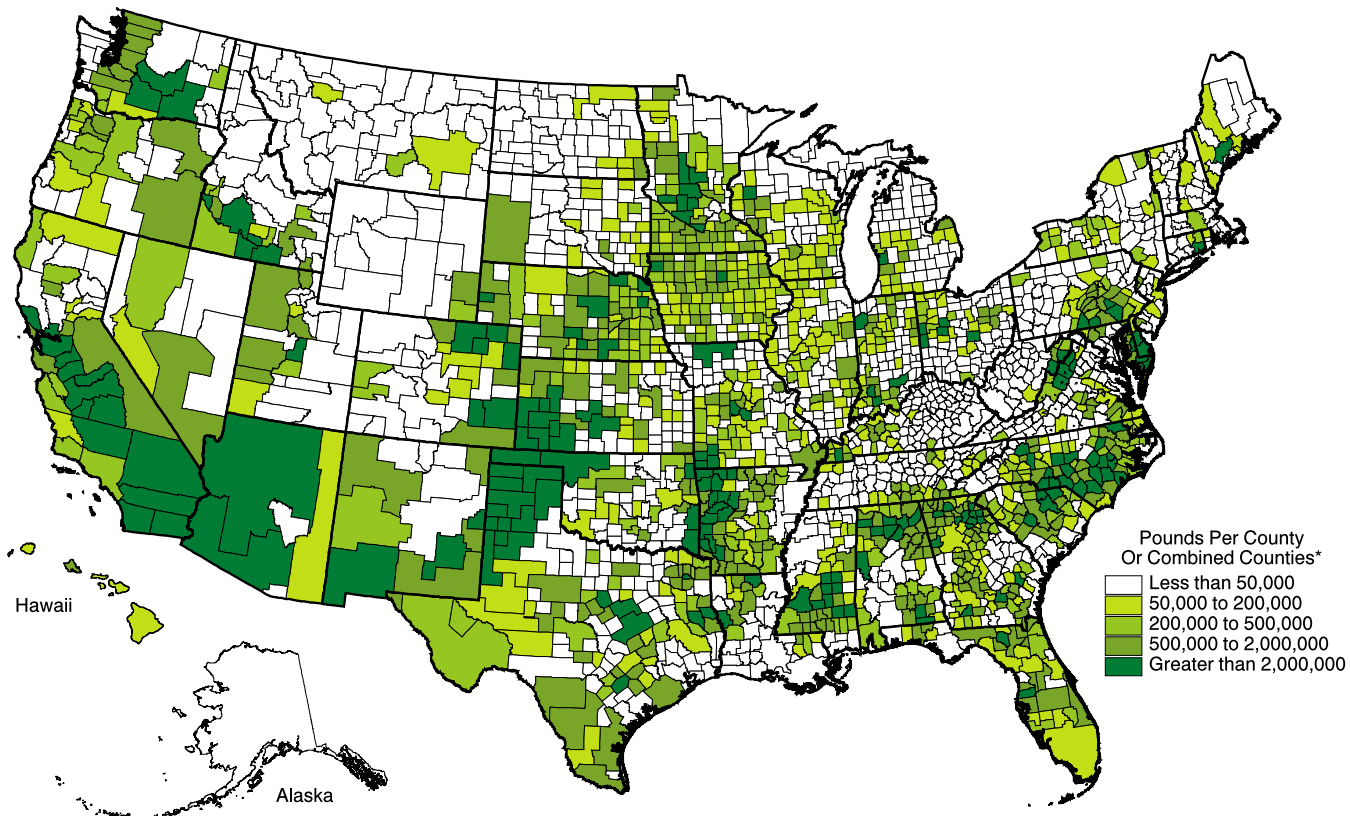 Pounds Per County
Or Combined Counties*
Less than 50,000
50,000 to 200,000
200,000 to 500,000
500,000 to 2,000,000
Greater than 2,000,000
Hawaii
Alaska